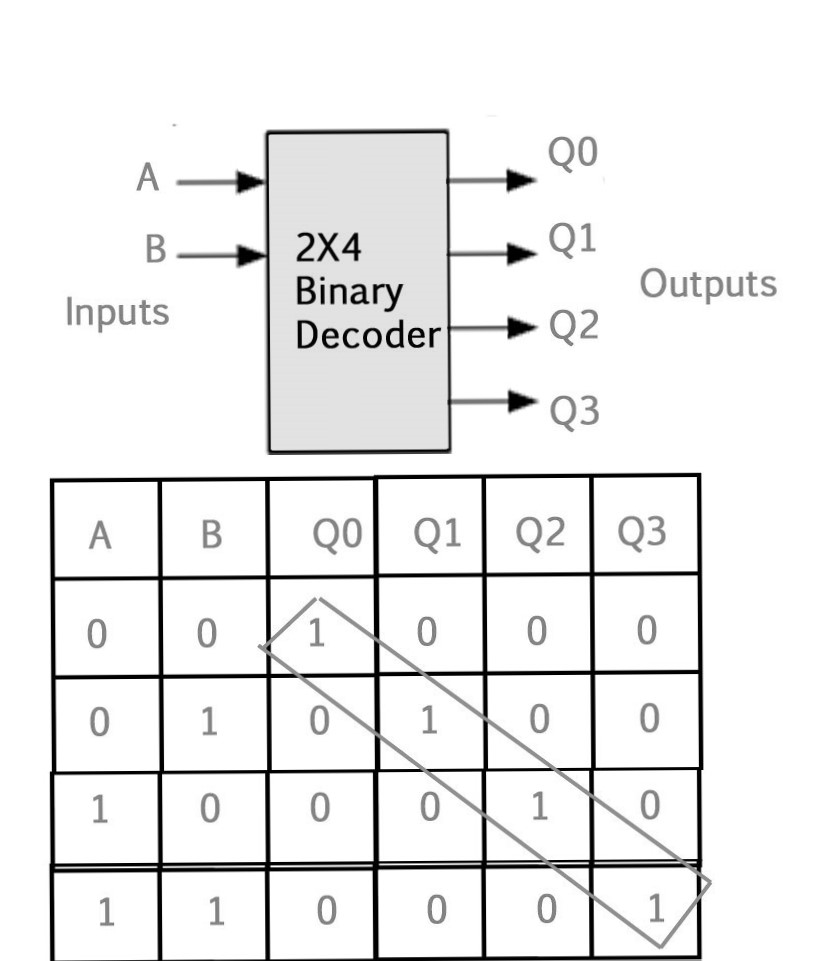 A
B
Inputs
2X4
Binary
Decoder
Q0
Q1
Q2
Q3
Outputs
A B Q0 Q1 Q2 Q3
0 0 1 0 0 0
0 1 0 1 0 0
1 0 0 0 1 0
1 1 0 0 0 1